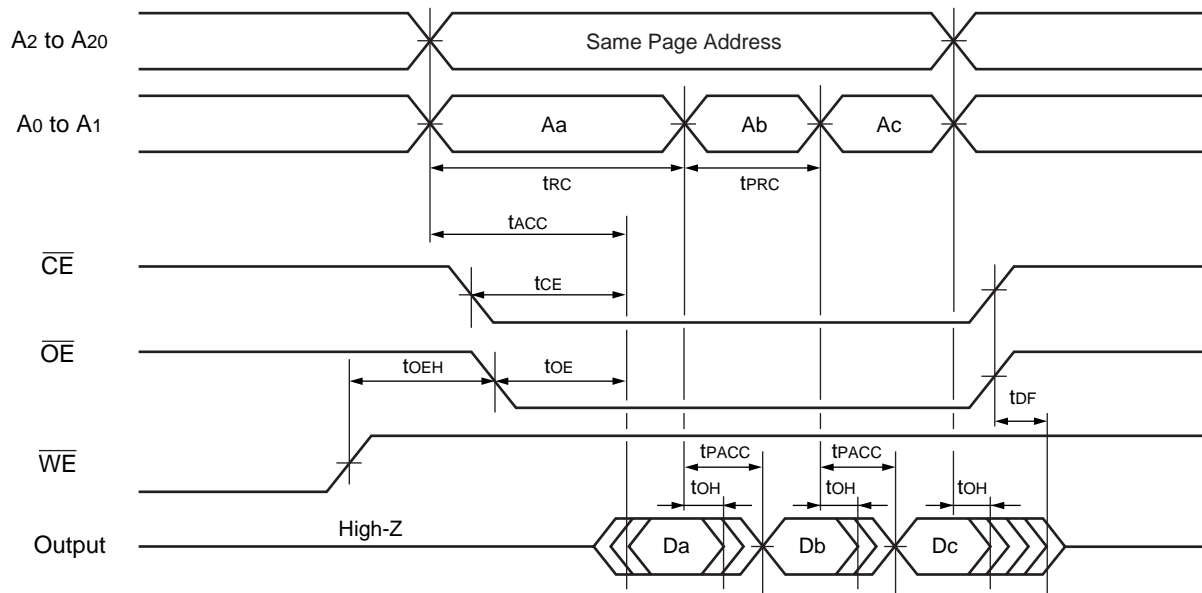 A2 to A20
Same Page Address
A0 to A1
Aa
Ab
Ac
tRC
tPRC
tACC
CE
tCE
OE
tOEH
tOE
tDF
WE
tPACC
tPACC
tOH
tOH
tOH
Output
High-Z
Da
Db
Dc